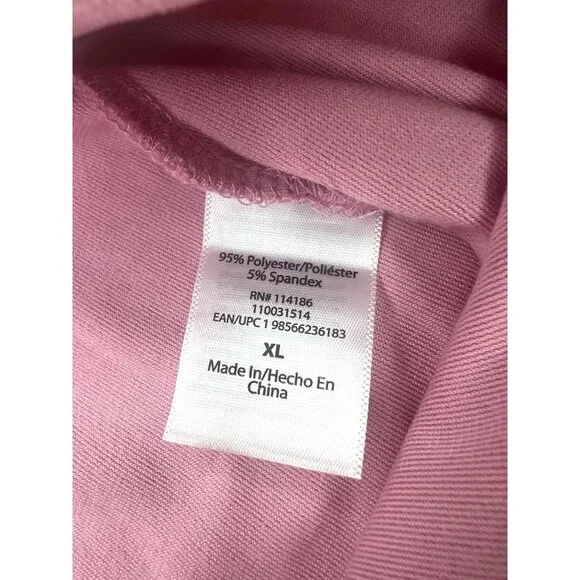 95% Polyester/Poliéster
5% Spandex
RN# 114186
110031514
EAN/UPC 1 98566236183
XL
Made In/Hecho En
China